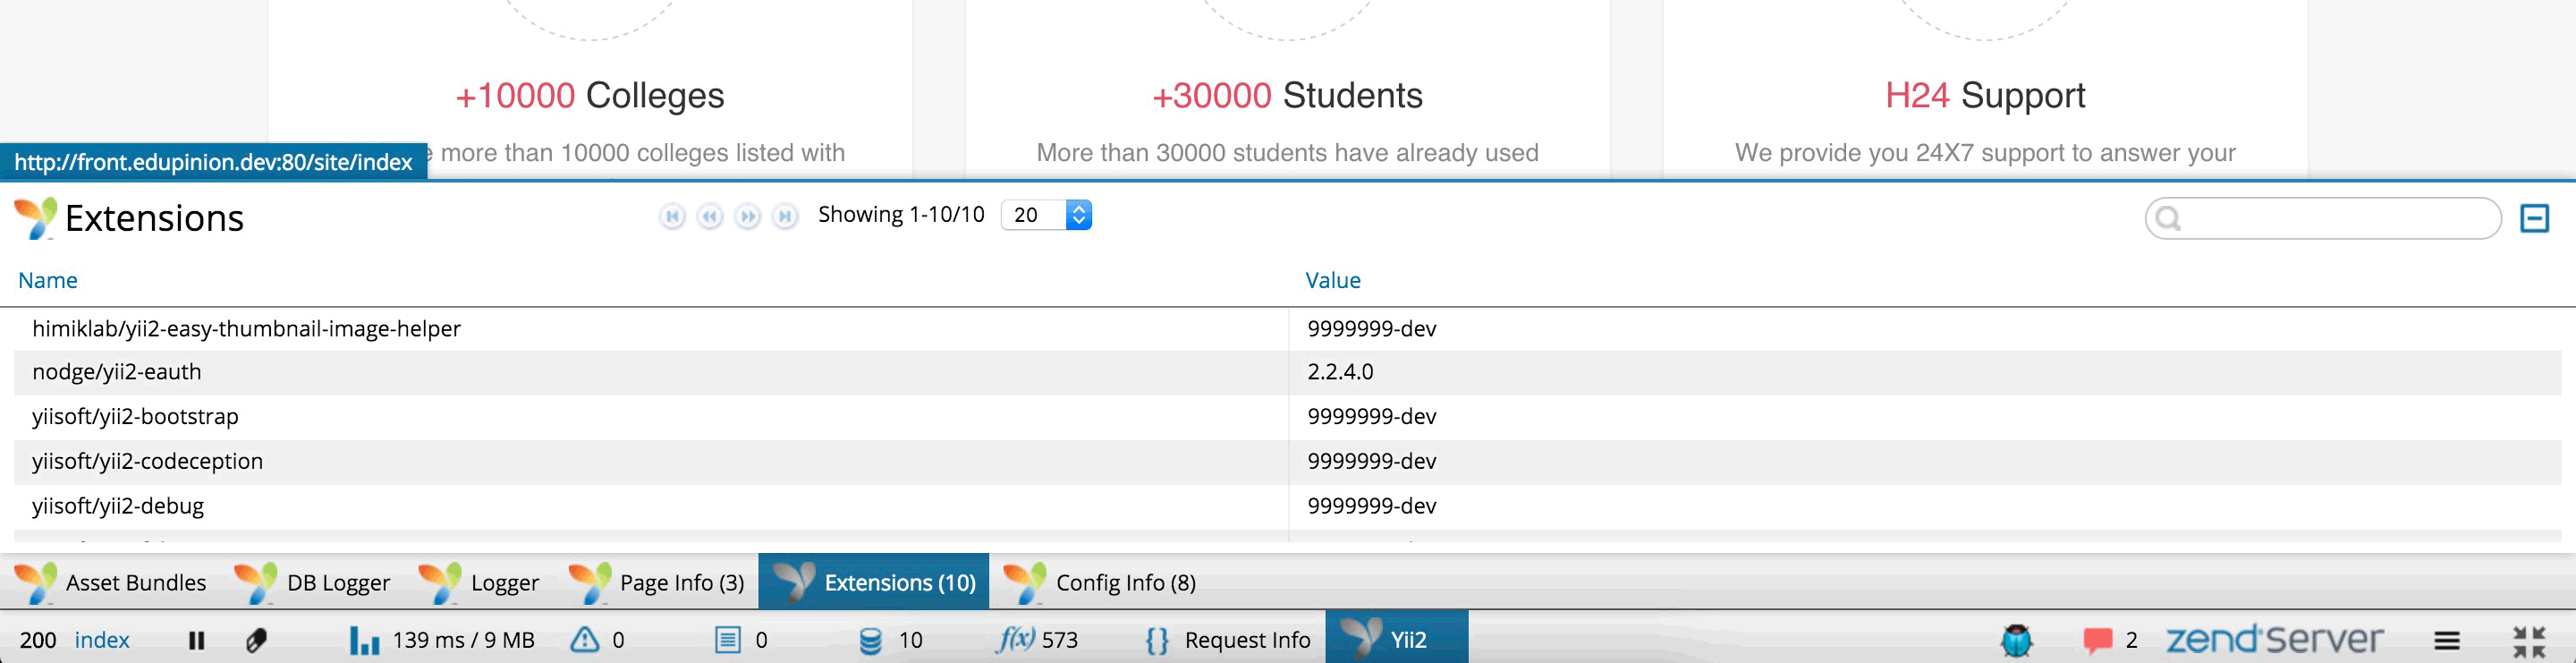 +10000 Colleges
+30000 Students
H24 Support
more than 10000 colleges listed with
More than 30000 students have already used
We provide you 24X7 support to answer your
http://front.edupinion.dev:80/site/index
Extensions
Showing 1-10/10
20
Name Value
himiklab/yii2-easy-thumbnail-image-helper 9999999-dev
nodge/yii2-eauth 2.2.4.0
yiisoft/yii2-bootstrap 9999999-dev
yiisoft/yii2-codeception 9999999-dev
yiisoft/yii2-debug 9999999-dev
Asset Bundles DB Logger Logger Page Info (3) Extensions (10) Config Info (8)
200 index 139 ms / 9 MB 0 0 10 f(x) 573 {} Request Info Yii2 2 zend Server